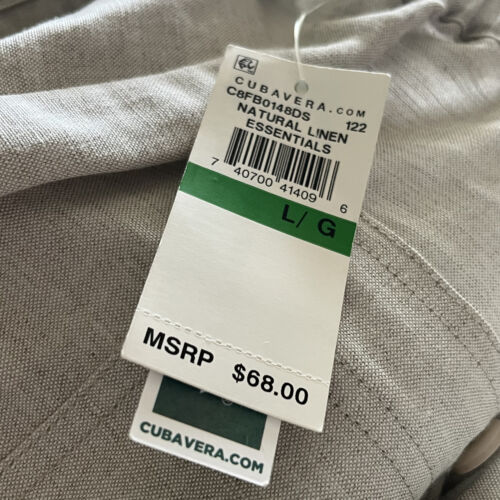 CUBAVERA.COM
C8FB0148DS 122
NATURAL LINEN
ESSENTIALS
7 40700 41409 6
L/ G
MSRP $68.00
CUBAVERA.COM